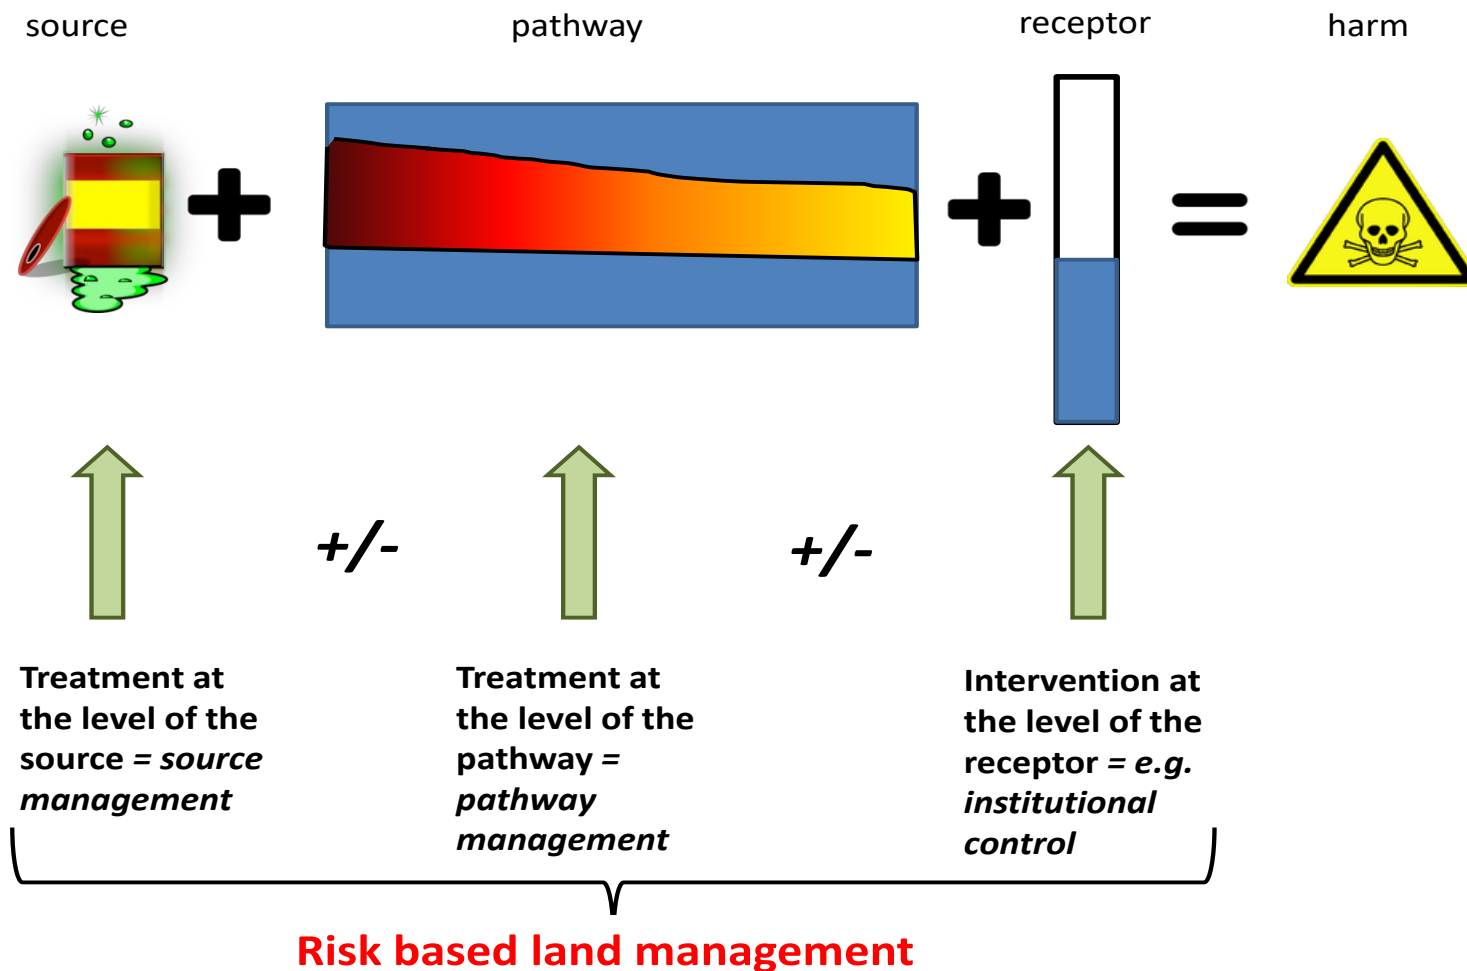 source
pathway
receptor
harm
+/-
+/-
Treatment at
the level of the
source = source
management
Treatment at
the level of the
pathway =
pathway
management
Intervention at
the level of the
receptor = e.g.
institutional
control
Risk based land management